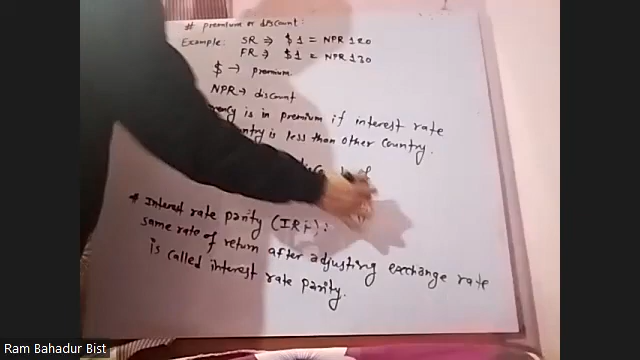 # premium or discount:
Example: SR ⇒ $1 = NPR 120
FR ⇒ $1 = NPR 130
$ → premium
NPR → discount
is in premium if interest rate
is less than other country.
* Interest rate parity (IRP):
same rate of return after adjusting exchange rate
is called interest rate parity.
Ram Bahadur Bist